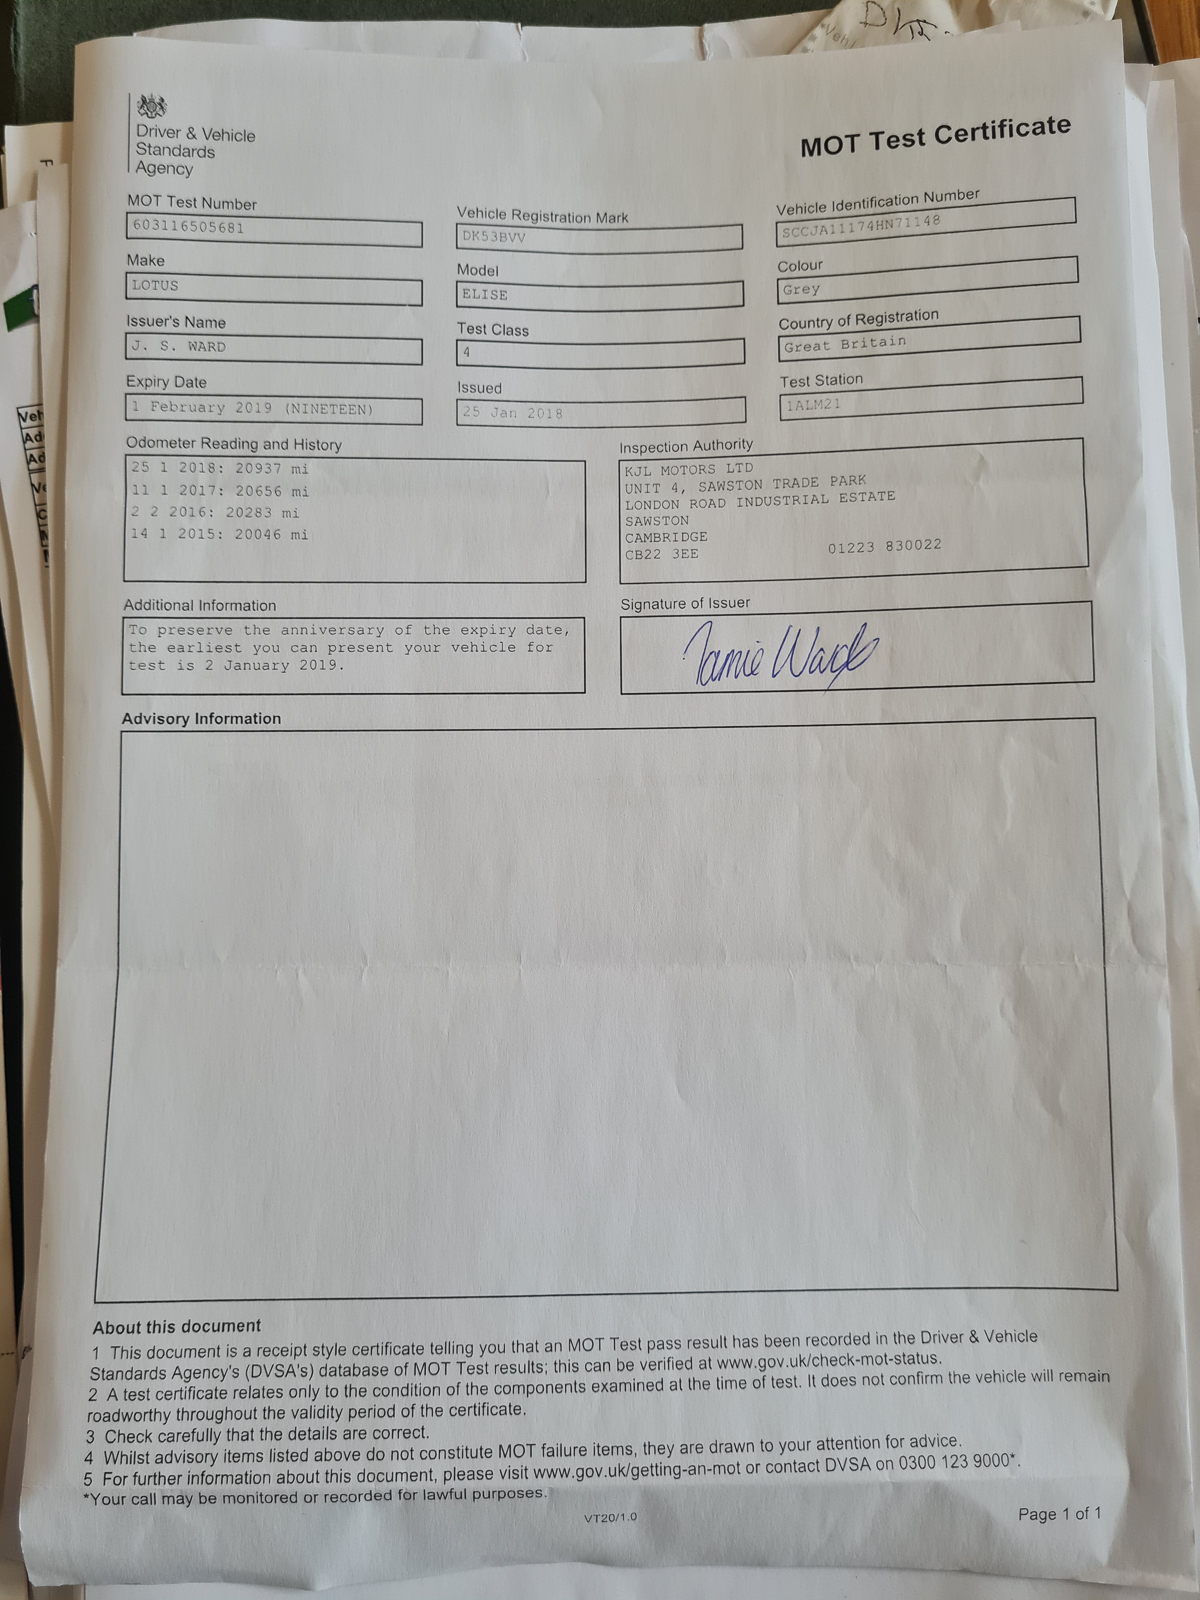 Driver & Vehicle
Standards
Agency
MOT Test Certificate
MOT Test Number
603116505681
Vehicle Registration Mark
DK53BVV
Vehicle Identification Number
SCCJA11174HN71148
Make
LOTUS
Model
ELISE
Colour
Grey
Issuer's Name
J. S. WARD
Test Class
4
Country of Registration
Great Britain
Expiry Date
1 February 2019 (NINETEEN)
Issued
25 Jan 2018
Test Station
1ALM21
Odometer Reading and History
25 1 2018: 20937 mi
11 1 2017: 20656 mi
2 2 2016: 20283 mi
14 1 2015: 20046 mi
Inspection Authority
KJL MOTORS LTD
UNIT 4, SAWSTON TRADE PARK
LONDON ROAD INDUSTRIAL ESTATE
SAWSTON
CAMBRIDGE
CB22 3EE 01223 830022
Additional Information
To preserve the anniversary of the expiry date,
the earliest you can present your vehicle for
test is 2 January 2019.
Signature of Issuer
Jamie Ward
Advisory Information
About this document
1 This document is a receipt style certificate telling you that an MOT Test pass result has been recorded in the Driver & Vehicle
Standards Agency's (DVSA's) database of MOT Test results; this can be verified at www.gov.uk/check-mot-status.
2 A test certificate relates only to the condition of the components examined at the time of test. It does not confirm the vehicle will remain
roadworthy throughout the validity period of the certificate.
3 Check carefully that the details are correct.
4 Whilst advisory items listed above do not constitute MOT failure items, they are drawn to your attention for advice.
5 For further information about this document, please visit www.gov.uk/getting-an-mot or contact DVSA on 0300 123 9000*.
*Your call may be monitored or recorded for lawful purposes.
VT20/1.0
Page 1 of 1